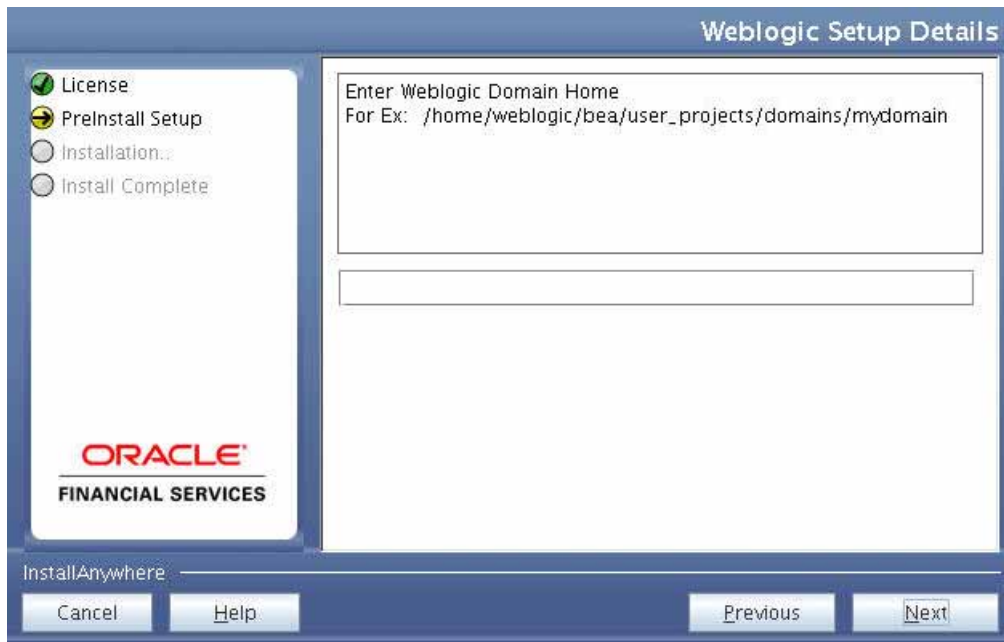 Weblogic Setup Details
License
PreInstall Setup
Installation..
Install Complete
Enter Weblogic Domain Home
For Ex: /home/weblogic/bea/user_projects/domains/mydomain
ORACLE
FINANCIAL SERVICES
InstallAnywhere
Cancel Help Previous Next